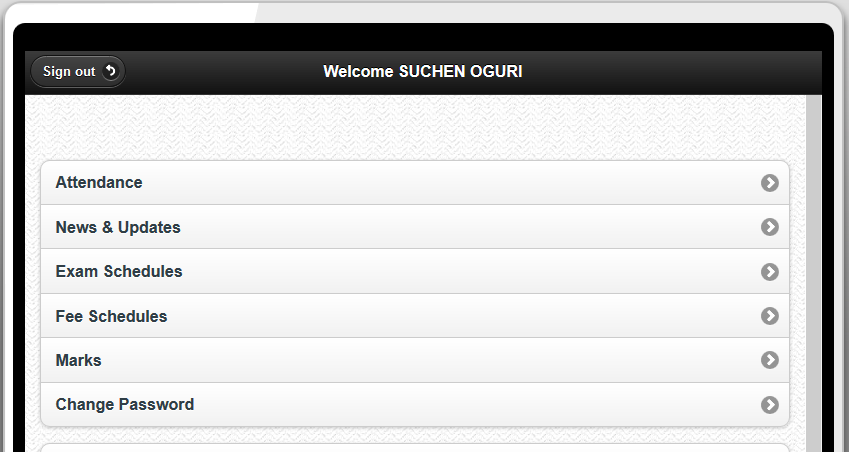 Sign out
Welcome SUCHEN OGURI
Attendance
News & Updates
Exam Schedules
Fee Schedules
Marks
Change Password